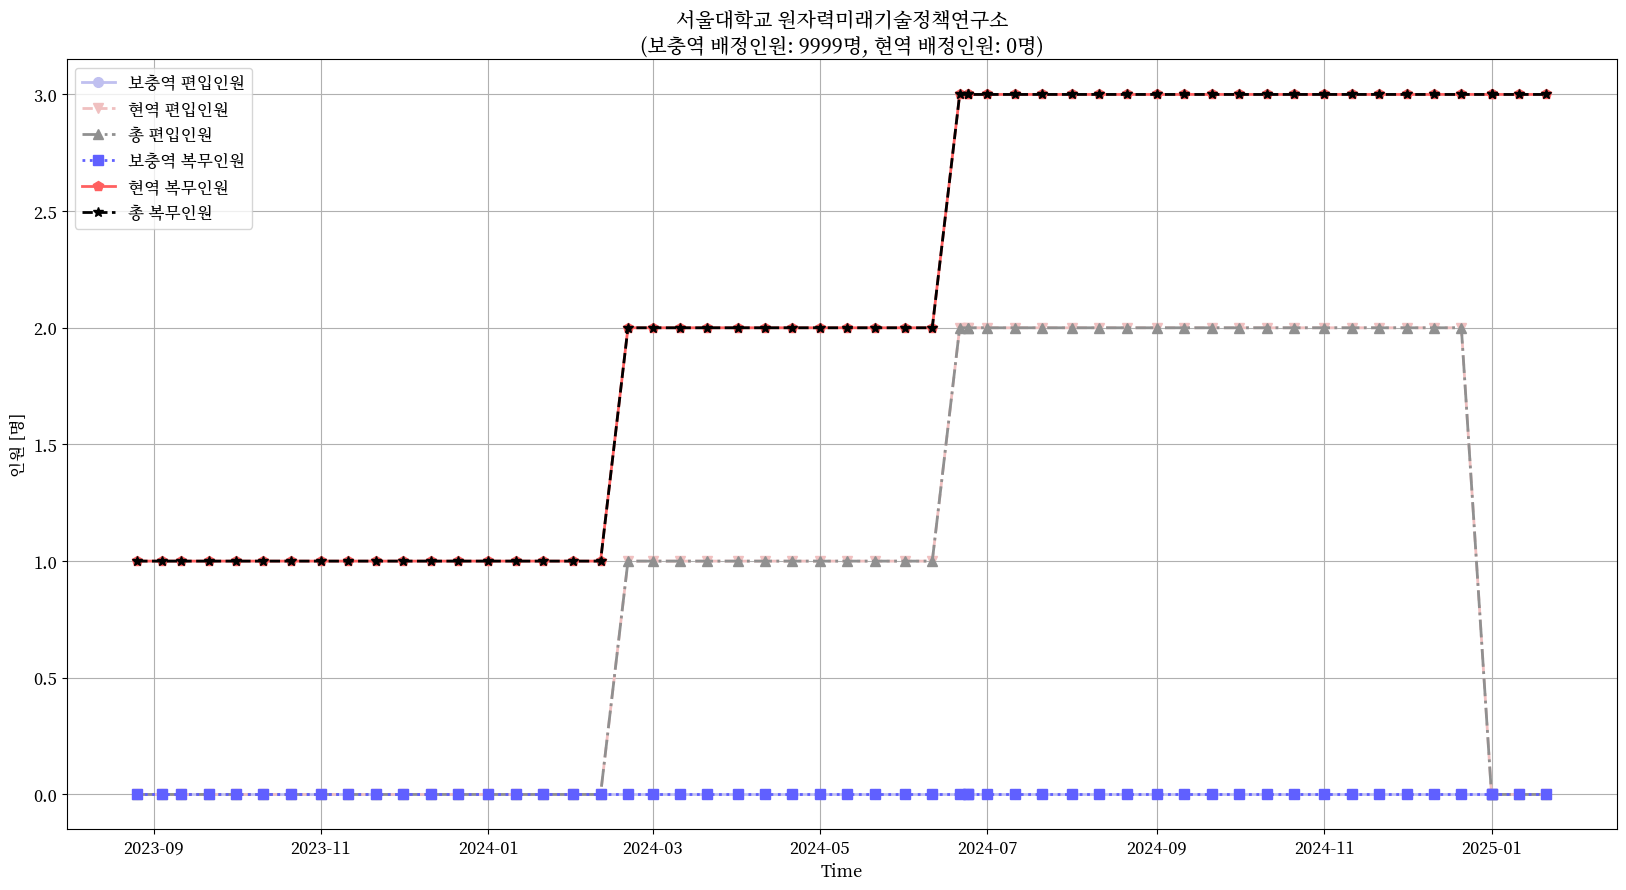 서울대학교 원자력미래기술정책연구소
(보충역 배정인원: 9999명, 현역 배정인원: 0명)
보충역 편입인원
현역 편입인원
총 편입인원
보충역 복무인원
현역 복무인원
총 복무인원
3.0
2.5
2.0
1.5
1.0
0.5
0.0
인원 [명]
2023-09
2023-11
2024-01
2024-03
2024-05
2024-07
2024-09
2024-11
2025-01
Time